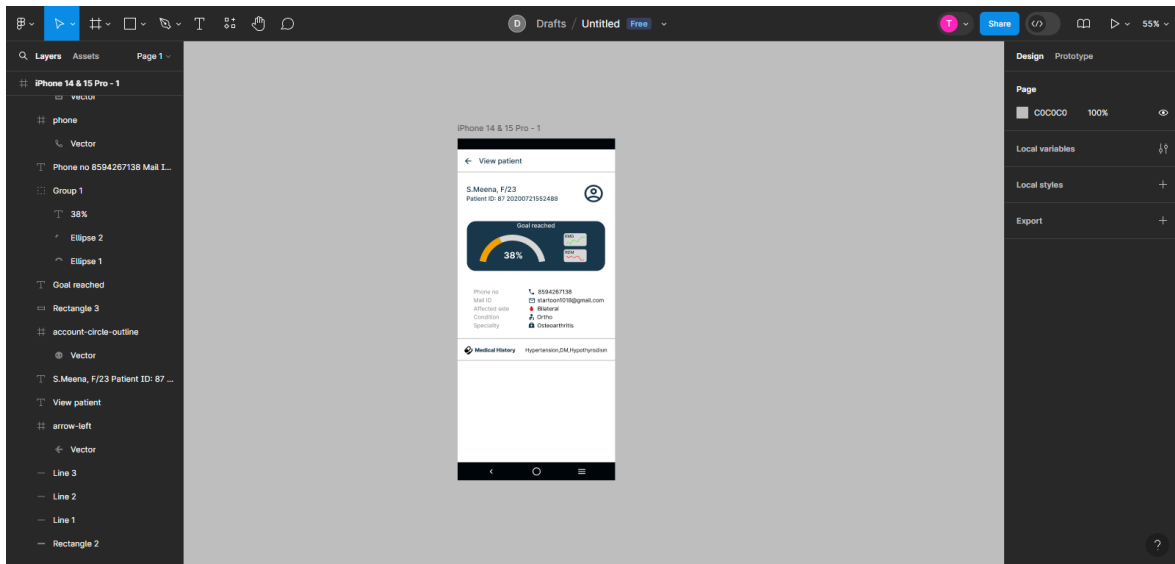 Drafts / Untitled Free
D
T
Share
55%
Layers Assets Page 1
iPhone 14 & 15 Pro - 1
Vector
phone
Vector
Phone no 8594267138 Mail I...
Group 1
38%
Ellipse 2
Ellipse 1
Goal reached
Rectangle 3
account-circle-outline
Vector
S.Meena, F/23 Patient ID: 87 ...
View patient
arrow-left
Vector
Line 3
Line 2
Line 1
Rectangle 2
iPhone 14 & 15 Pro - 1
View patient
S.Meena, F/23
Patient ID: 87 20200721552488
Goal reached
EMG
ROM
38%
Phone no 8594267138
Mail ID startoon1018@gmail.com
Affected side Bilateral
Condition Ortho
Speciality Osteoarthritis
Medical History Hypertension,DM,Hypothyrodism
Design Prototype
Page
C0C0C0 100%
Local variables
Local styles
Export
?